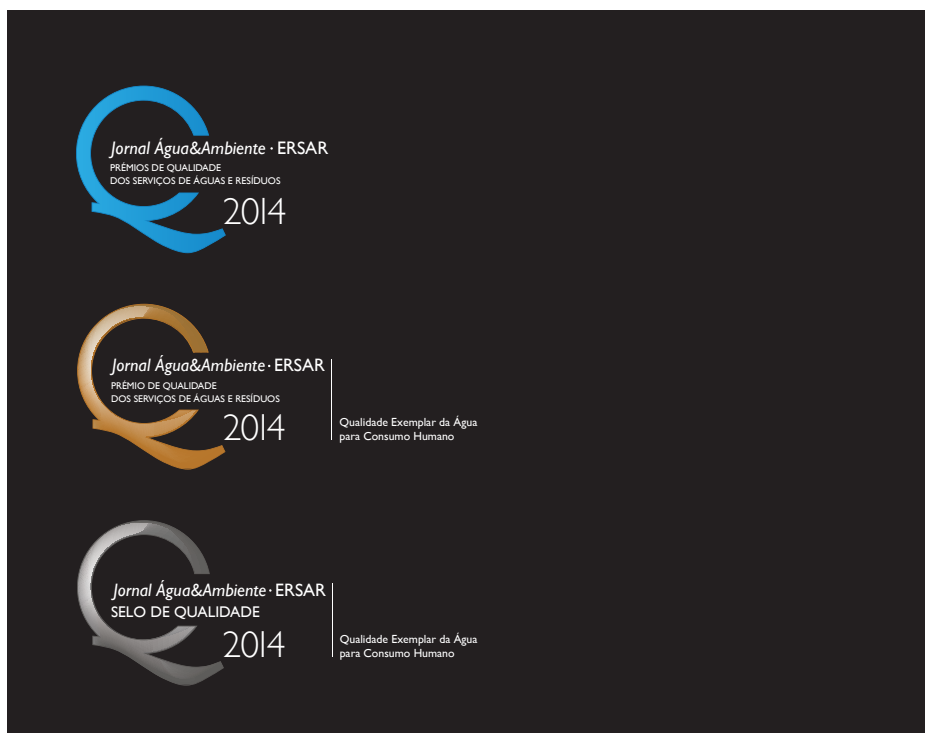 Jornal Água&Ambiente · ERSAR
PRÉMIOS DE QUALIDADE
DOS SERVIÇOS DE ÁGUAS E RESÍDUOS
2014
Jornal Água&Ambiente · ERSAR
PRÉMIO DE QUALIDADE
DOS SERVIÇOS DE ÁGUAS E RESÍDUOS
2014
Qualidade Exemplar da Água
para Consumo Humano
Jornal Água&Ambiente · ERSAR
SELO DE QUALIDADE
2014
Qualidade Exemplar da Água
para Consumo Humano